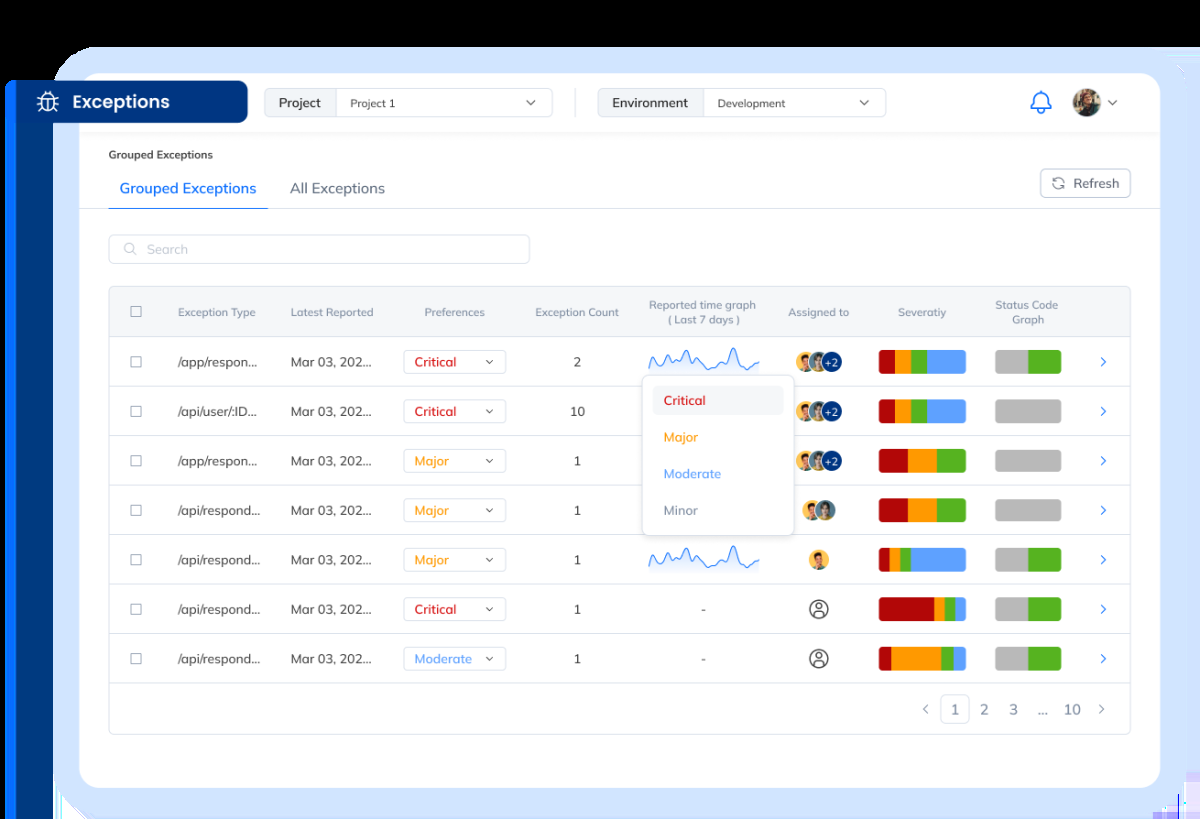 Exceptions
Project
Project 1
Environment
Development
Grouped Exceptions
Grouped Exceptions
All Exceptions
Refresh
Search
Exception Type
Latest Reported
Preferences
Exception Count
Reported time graph
( Last 7 days )
Assigned to
Severatiy
Status Code
Graph
/app/respon... Mar 03, 202... Critical 2 +2
/api/user/:ID... Mar 03, 202... Critical 10 +2
/app/respon... Mar 03, 202... Major 1 +2
/api/respond... Mar 03, 202... Major 1
/api/respond... Mar 03, 202... Major 1
/api/respond... Mar 03, 202... Critical 1 -
/api/respond... Mar 03, 202... Moderate 1 -
Critical
Major
Moderate
Minor
1 2 3 ... 10